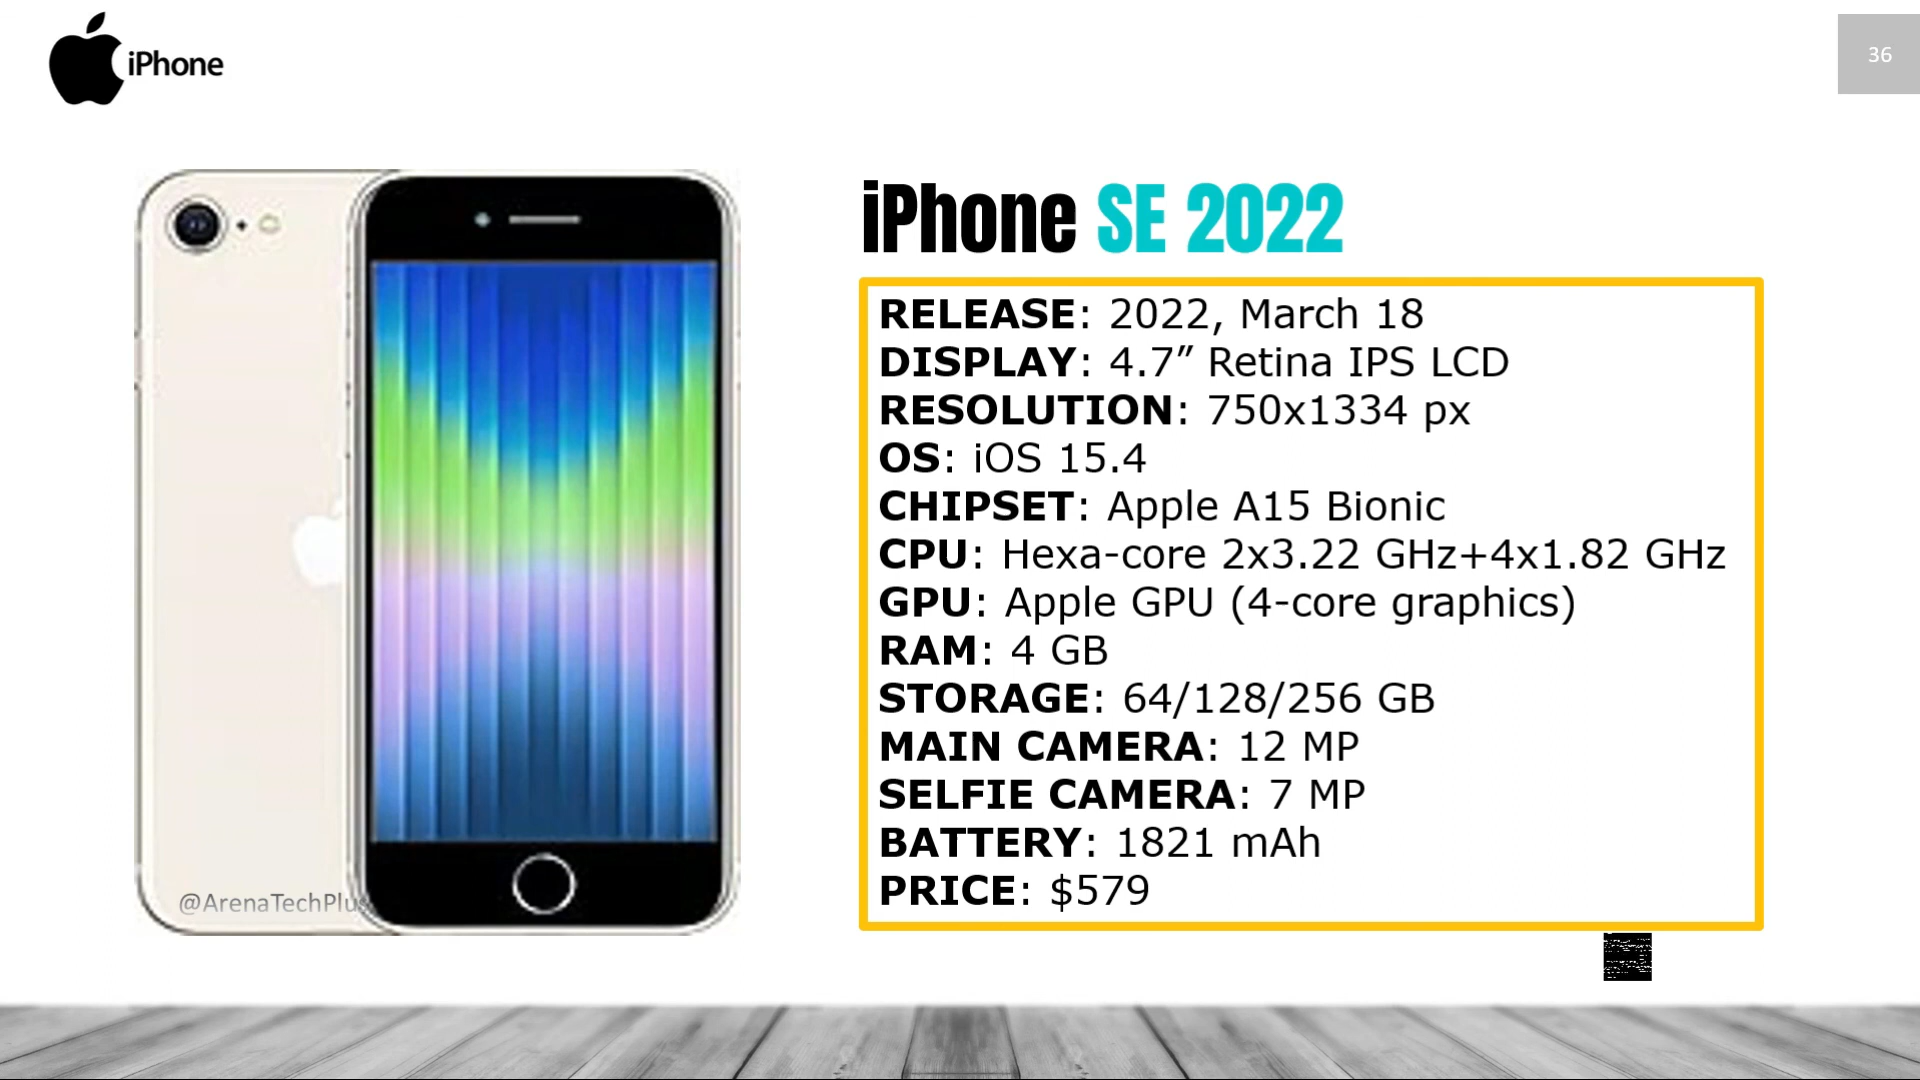 iPhone
36
iPhone SE 2022
RELEASE: 2022, March 18
DISPLAY: 4.7” Retina IPS LCD
RESOLUTION: 750x1334 px
OS: iOS 15.4
CHIPSET: Apple A15 Bionic
CPU: Hexa-core 2x3.22 GHz+4x1.82 GHz
GPU: Apple GPU (4-core graphics)
RAM: 4 GB
STORAGE: 64/128/256 GB
MAIN CAMERA: 12 MP
SELFIE CAMERA: 7 MP
BATTERY: 1821 mAh
PRICE: $579
@ArenaTechPlus